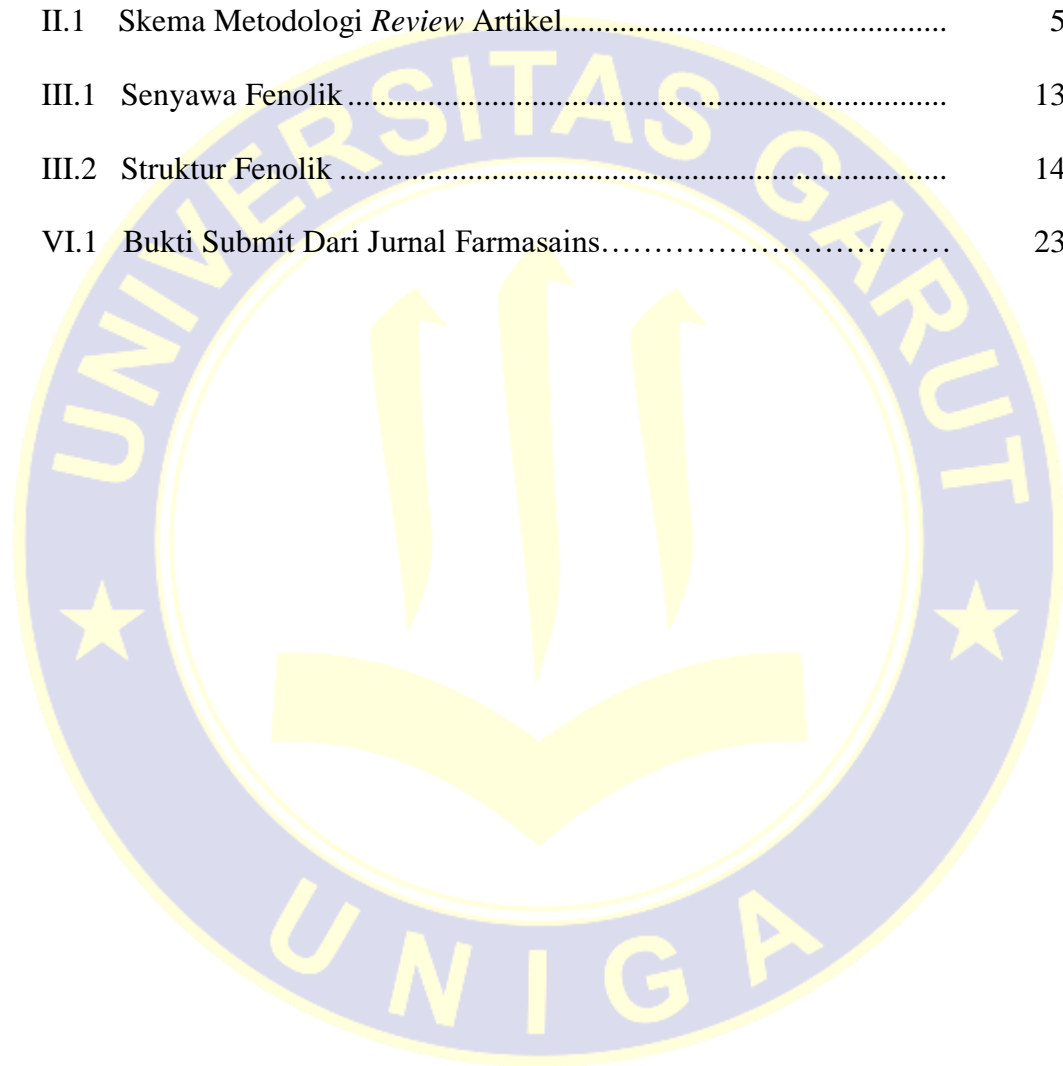 II.1 Skema Metodologi Review Artikel.......................................... 5
III.1 Senyawa Fenolik.................................................................. 13
III.2 Struktur Fenolik ................................................................... 14
VI.1 Bukti Submit Dari Jurnal Farmasains…………………………… 23
UNIVERSITAS GARUT
UNIGA